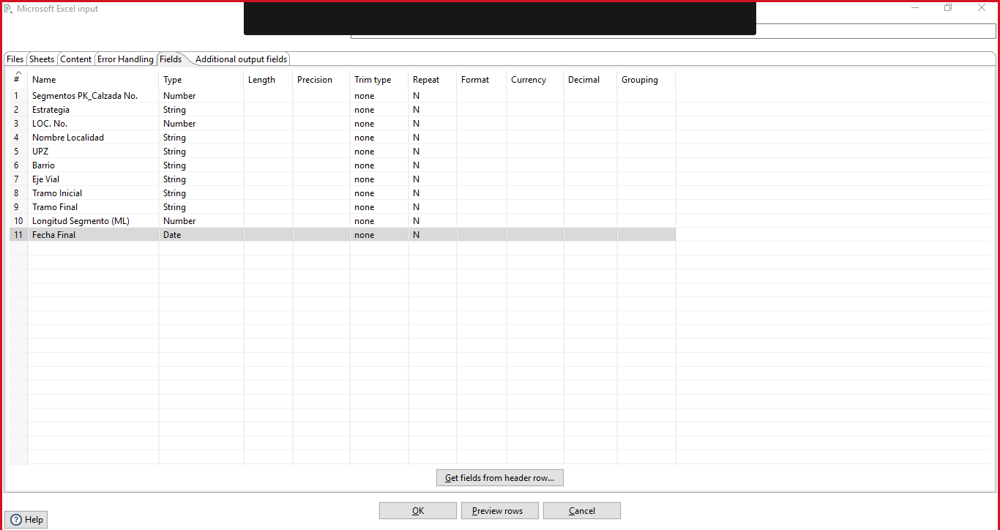 Microsoft Excel input
Files Sheets Content Error Handling Fields Additional output fields
# Name Type Length Precision Trim type Repeat Format Currency Decimal Grouping
1 Segmentos PK_Calzada No. Number none N
2 Estrategia String none N
3 LOC. No. Number none N
4 Nombre Localidad String none N
5 UPZ String none N
6 Barrio String none N
7 Eje Vial String none N
8 Tramo Inicial String none N
9 Tramo Final String none N
10 Longitud Segmento (ML) Number none N
11 Fecha Final Date none N
Get fields from header row...
OK Preview rows Cancel
Help